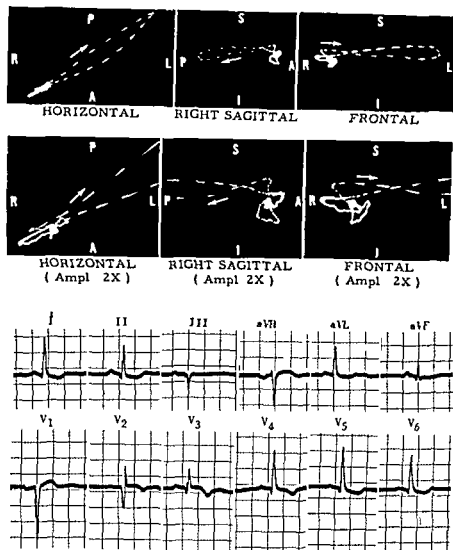 P S S
R L P A R L
A I I
HORIZONTAL RIGHT SAGITTAL FRONTAL
P S S
R L P A R L
A I I
HORIZONTAL RIGHT SAGITTAL FRONTAL
( Ampl 2X ) ( Ampl 2X ) ( Ampl 2X )
I II III aVR aVL aVF
V1 V2 V3 V4 V5 V6